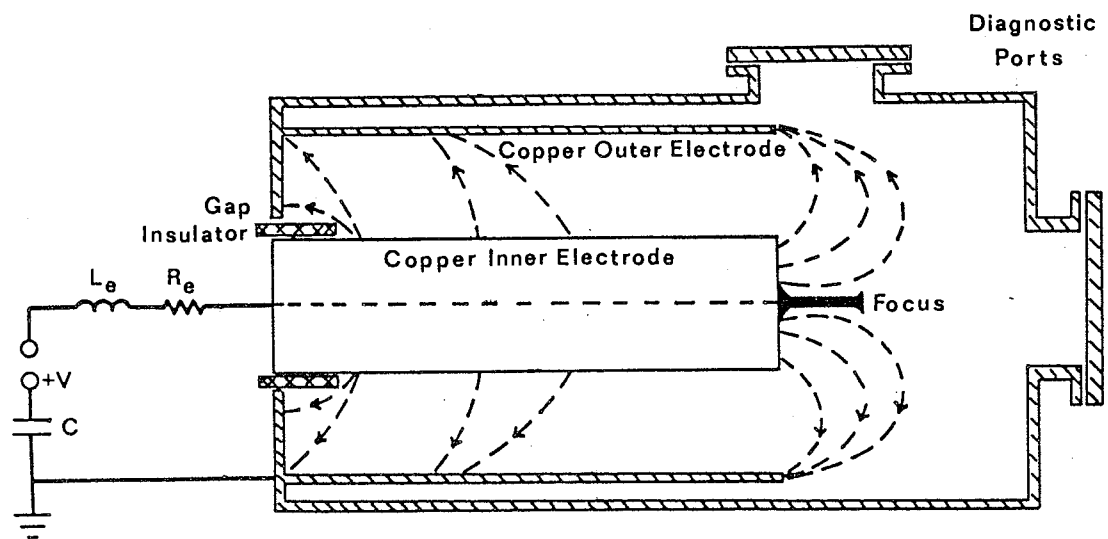 Diagnostic
Ports
Copper Outer Electrode
Gap
Insulator
Copper Inner Electrode
Le
Re
Focus
+V
C